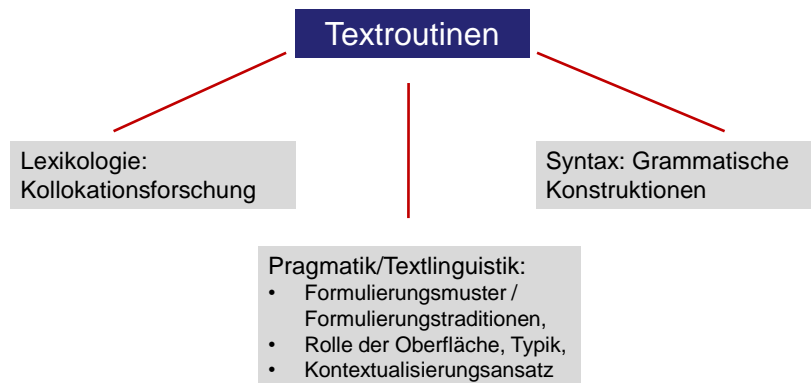 Textroutinen
Lexikologie:
Kollokationsforschung
Syntax: Grammatische
Konstruktionen
Pragmatik/Textlinguistik:
• Formulierungsmuster /
Formulierungstraditionen,
• Rolle der Oberfläche, Typik,
• Kontextualisierungsansatz